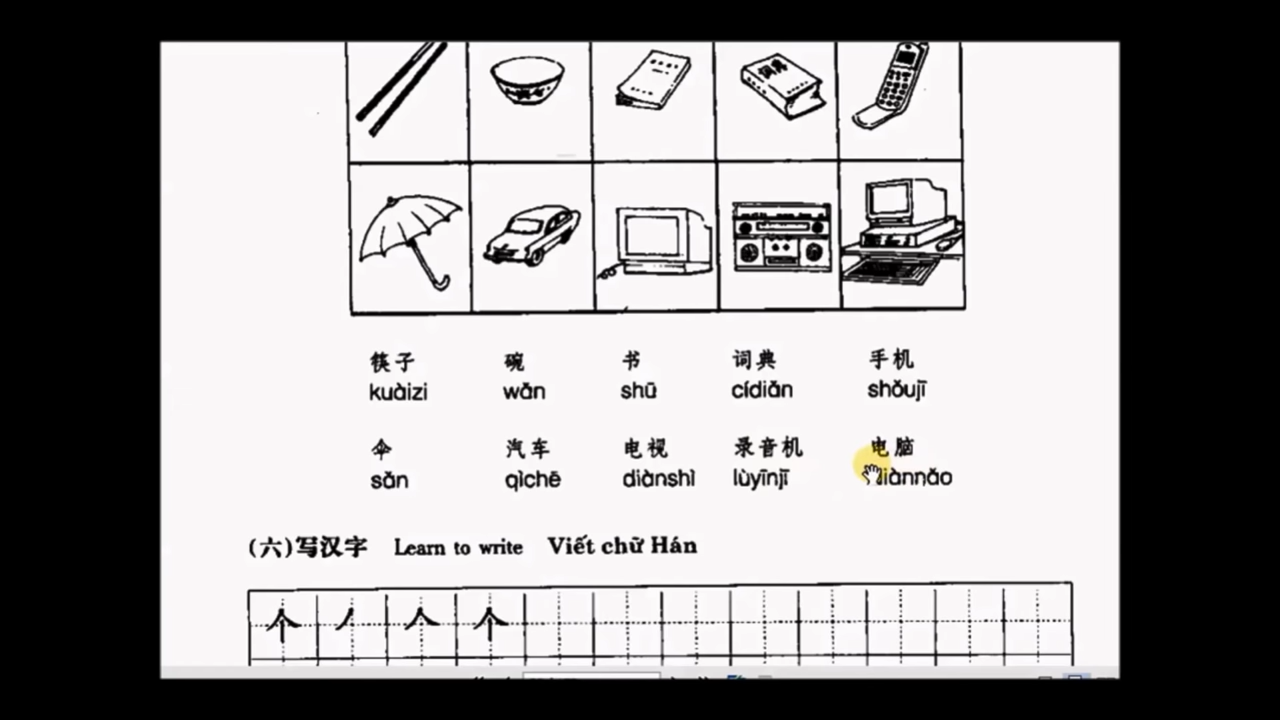 词典
筷子 碗 书 词典 手机
kuàizi wǎn shū cídiǎn shǒujī
伞 汽车 电视 录音机 电脑
sǎn qìchē diànshì lùyīnjī diànnǎo
(六)写汉字 Learn to write Viết chữ Hán
个 丿 人 个